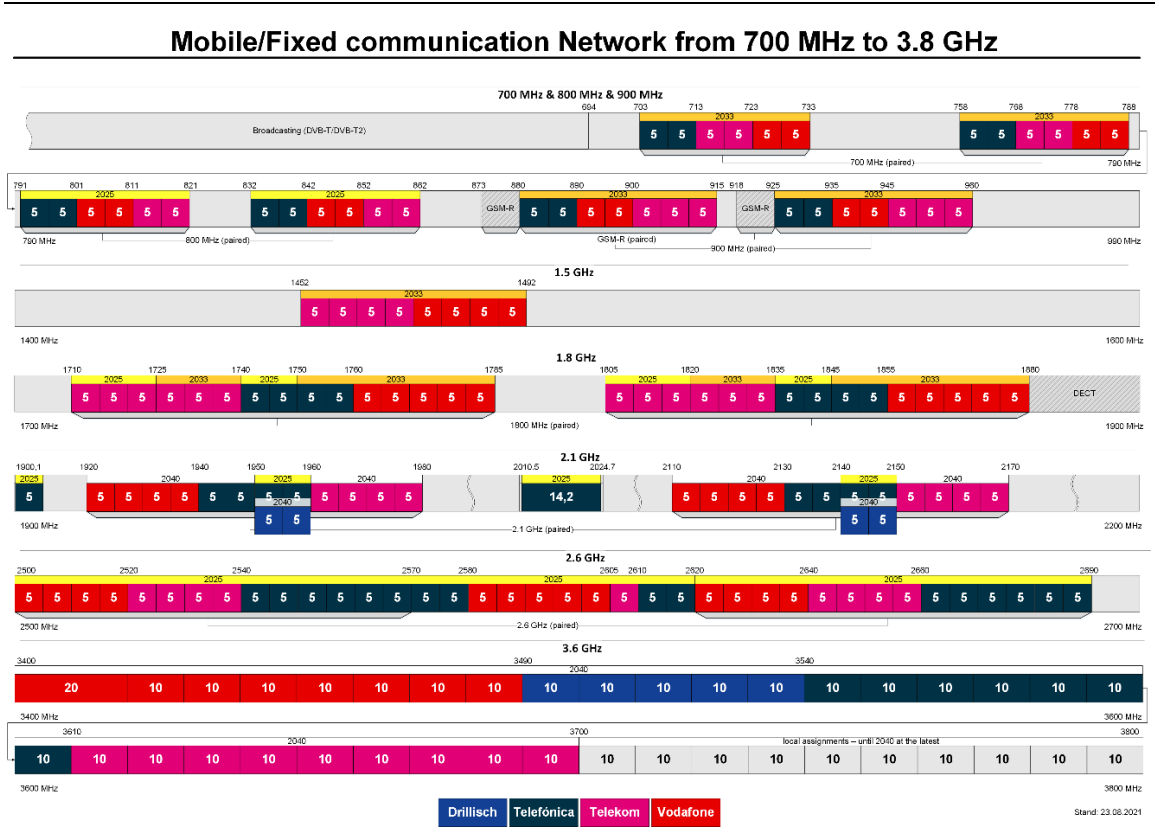 Mobile/Fixed communication Network from 700 MHz to 3.8 GHz
700 MHz & 800 MHz & 900 MHz
694 703 713 723 733 758 768 778 788
2033 2033
Broadcasting (DVB-T/DVB-T2) 5 5 5 5 5 5 5 5 5 5 5 5
700 MHz (paired) 790 MHz
791 801 811 821 832 842 852 862 873 880 890 900 915 918 925 935 945 960
2025 2025 2033 2033
5 5 5 5 5 5 5 5 5 5 5 5 GSM-R 5 5 5 5 5 5 5 GSM-R 5 5 5 5 5 5 5
790 MHz 800 MHz (paired) GSM-R (paired) 900 MHz (paired) 990 MHz
1.5 GHz
1452 1492
2033
5 5 5 5 5 5 5 5
1400 MHz 1600 MHz
1.8 GHz
1710 1725 1740 1750 1760 1785 1805 1820 1835 1845 1855 1880
2025 2033 2025 2033 2025 2033 2025 2033
5 5 5 5 5 5 5 5 5 5 5 5 5 5 5 5 5 5 5 5 5 5 5 5 5 5 5 5 5 5 DECT
1700 MHz 1800 MHz (paired) 1900 MHz
2.1 GHz
1900,1 1920 1940 1950 1960 1980 2010.5 2024.7 2110 2130 2140 2150 2170
2025 2040 2025 2040 2025 2040 2025 2040
5 5 5 5 5 5 5 5 5 5 5 5 5 14,2 5 5 5 5 5 5 5 5 5 5 5 5
2040 2040
5 5 5 5
1900 MHz 2.1 GHz (paired) 2200 MHz
2.6 GHz
2500 2520 2540 2570 2580 2605 2610 2620 2640 2660 2690
2025 2025 2025
5 5 5 5 5 5 5 5 5 5 5 5 5 5 5 5 5 5 5 5 5 5 5 5 5 5 5 5 5 5 5 5 5 5 5 5 5 5
2500 MHz 2.6 GHz (paired) 2700 MHz
3.6 GHz
3400 3490 3540
2040
20 10 10 10 10 10 10 10 10 10 10 10 10 10 10 10 10 10 10
3400 MHz 3600 MHz
3610 3700 3800
2040 local assignments – until 2040 at the latest
10 10 10 10 10 10 10 10 10 10 10 10 10 10 10 10 10 10 10 10
3600 MHz 3800 MHz
Drillisch Telefónica Telekom Vodafone
Stand: 23.08.2021